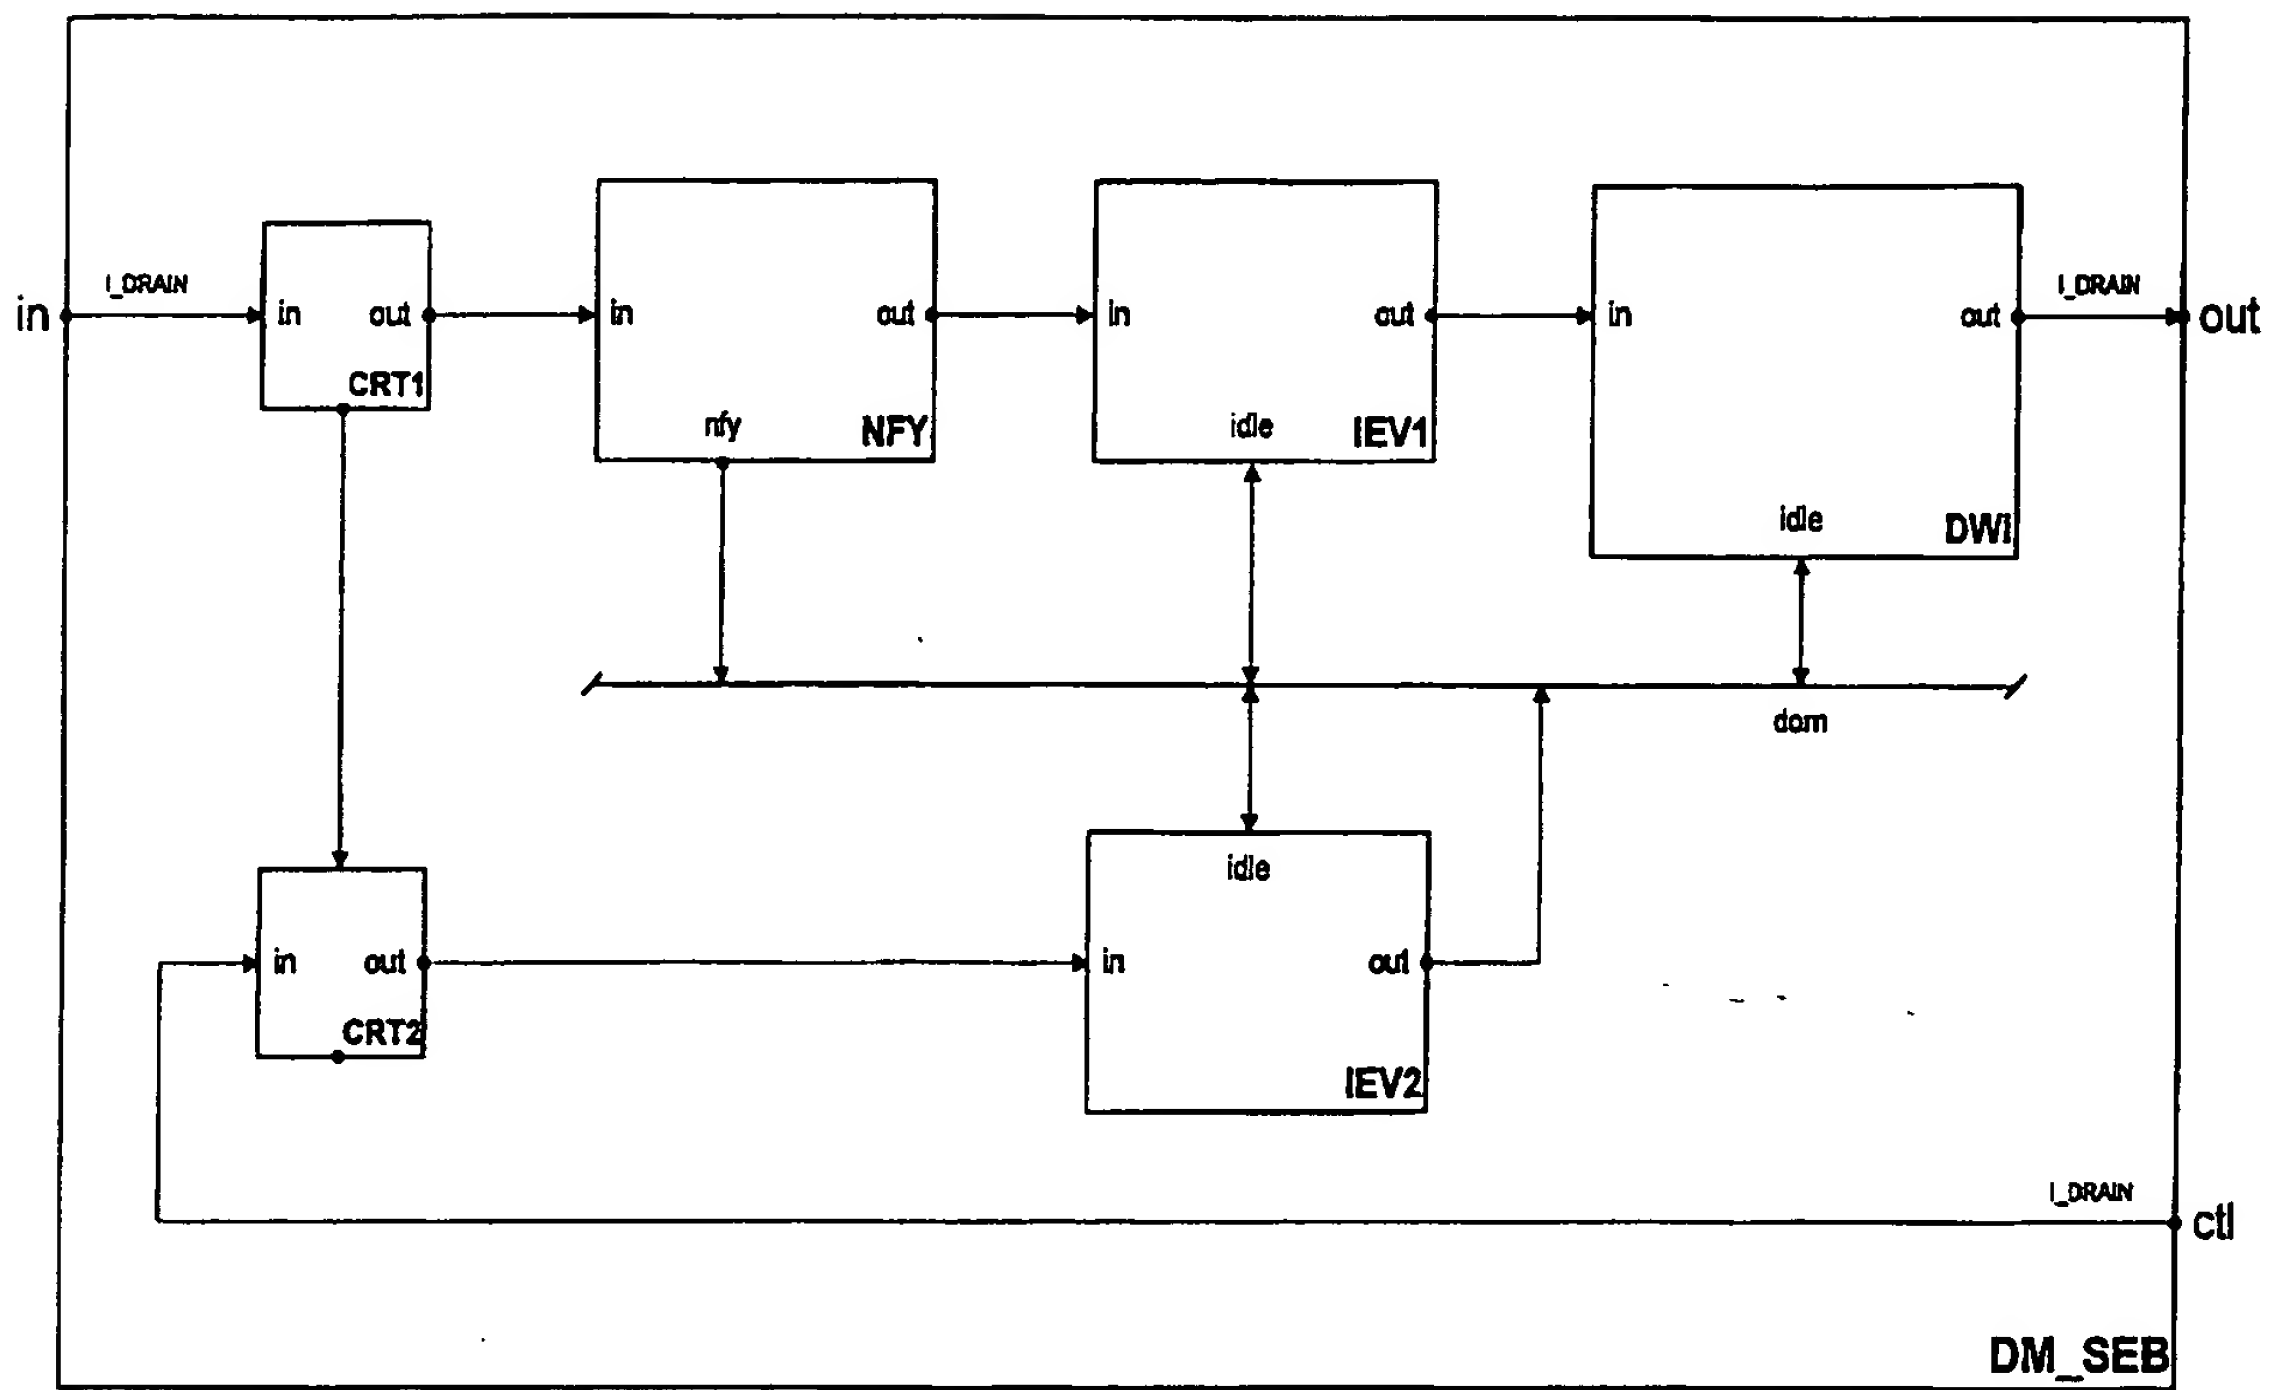 I_DRAIN
I_DRAIN
in
in
out
in
out
in
out
in
out
out
CRT1
nfy
NFY
idle
IEV1
idle
DWI
dom
idle
in
out
in
out
CRT2
IEV2
I_DRAIN
ctl
DM_SEB